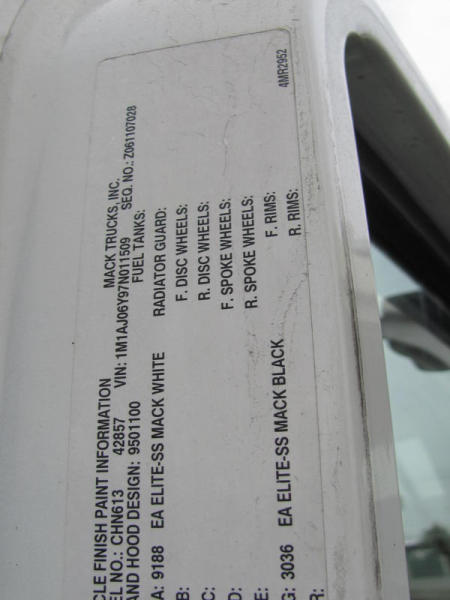 MACK TRUCKS, INC.
CLE FINISH PAINT INFORMATION VIN: 1M1AJ06Y97N011509 SEQ. NO.: Z061107028
EL NO.: CHN613 42857 FUEL TANKS:
AND HOOD DESIGN: 9501100
A: 9188 EA ELITE-SS MACK WHITE RADIATOR GUARD:
B: F. DISC WHEELS:
C: R. DISC WHEELS:
D: F. SPOKE WHEELS:
E: R. SPOKE WHEELS:
G: 3036 EA ELITE-SS MACK BLACK F. RIMS:
R: R. RIMS:
4MR2952